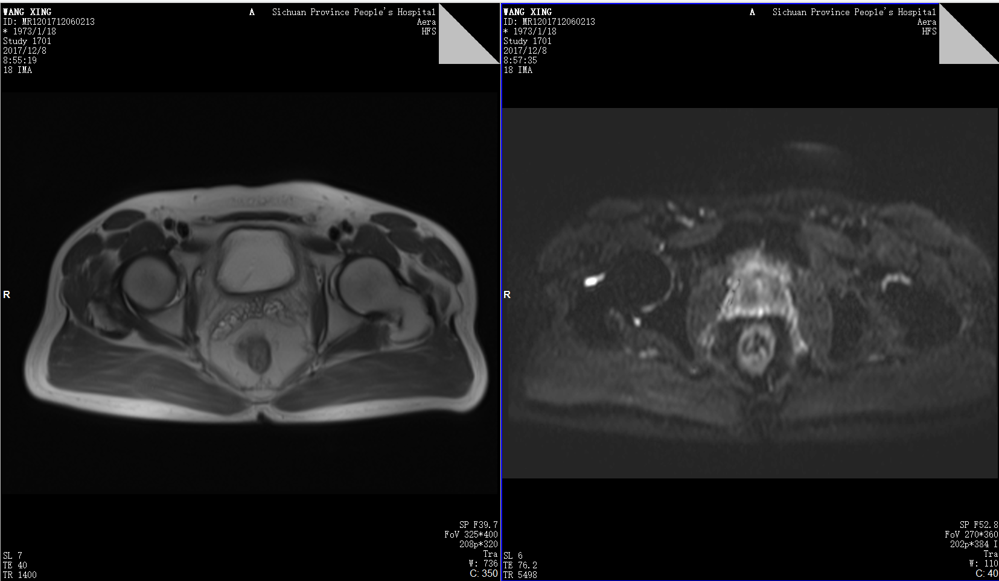 WANG XING
ID: MR1201712060213
* 1973/1/18
Study 1701
2017/12/8
8:55:19
18 IMA
A
Sichuan Province People's Hospital
Aera
HFS
R
SL 7
TE 40
TR 1400
SP F39.7
FoV 325*400
208p*320
Tra
W: 736
C: 350
WANG XING
ID: MR1201712060213
* 1973/1/18
Study 1701
2017/12/8
8:57:35
18 IMA
A
Sichuan Province People's Hospital
Aera
HFS
R
SL 6
TE 76.2
TR 5498
SP F52.8
FoV 270*360
202p*384 I
Tra
W: 110
C: 40